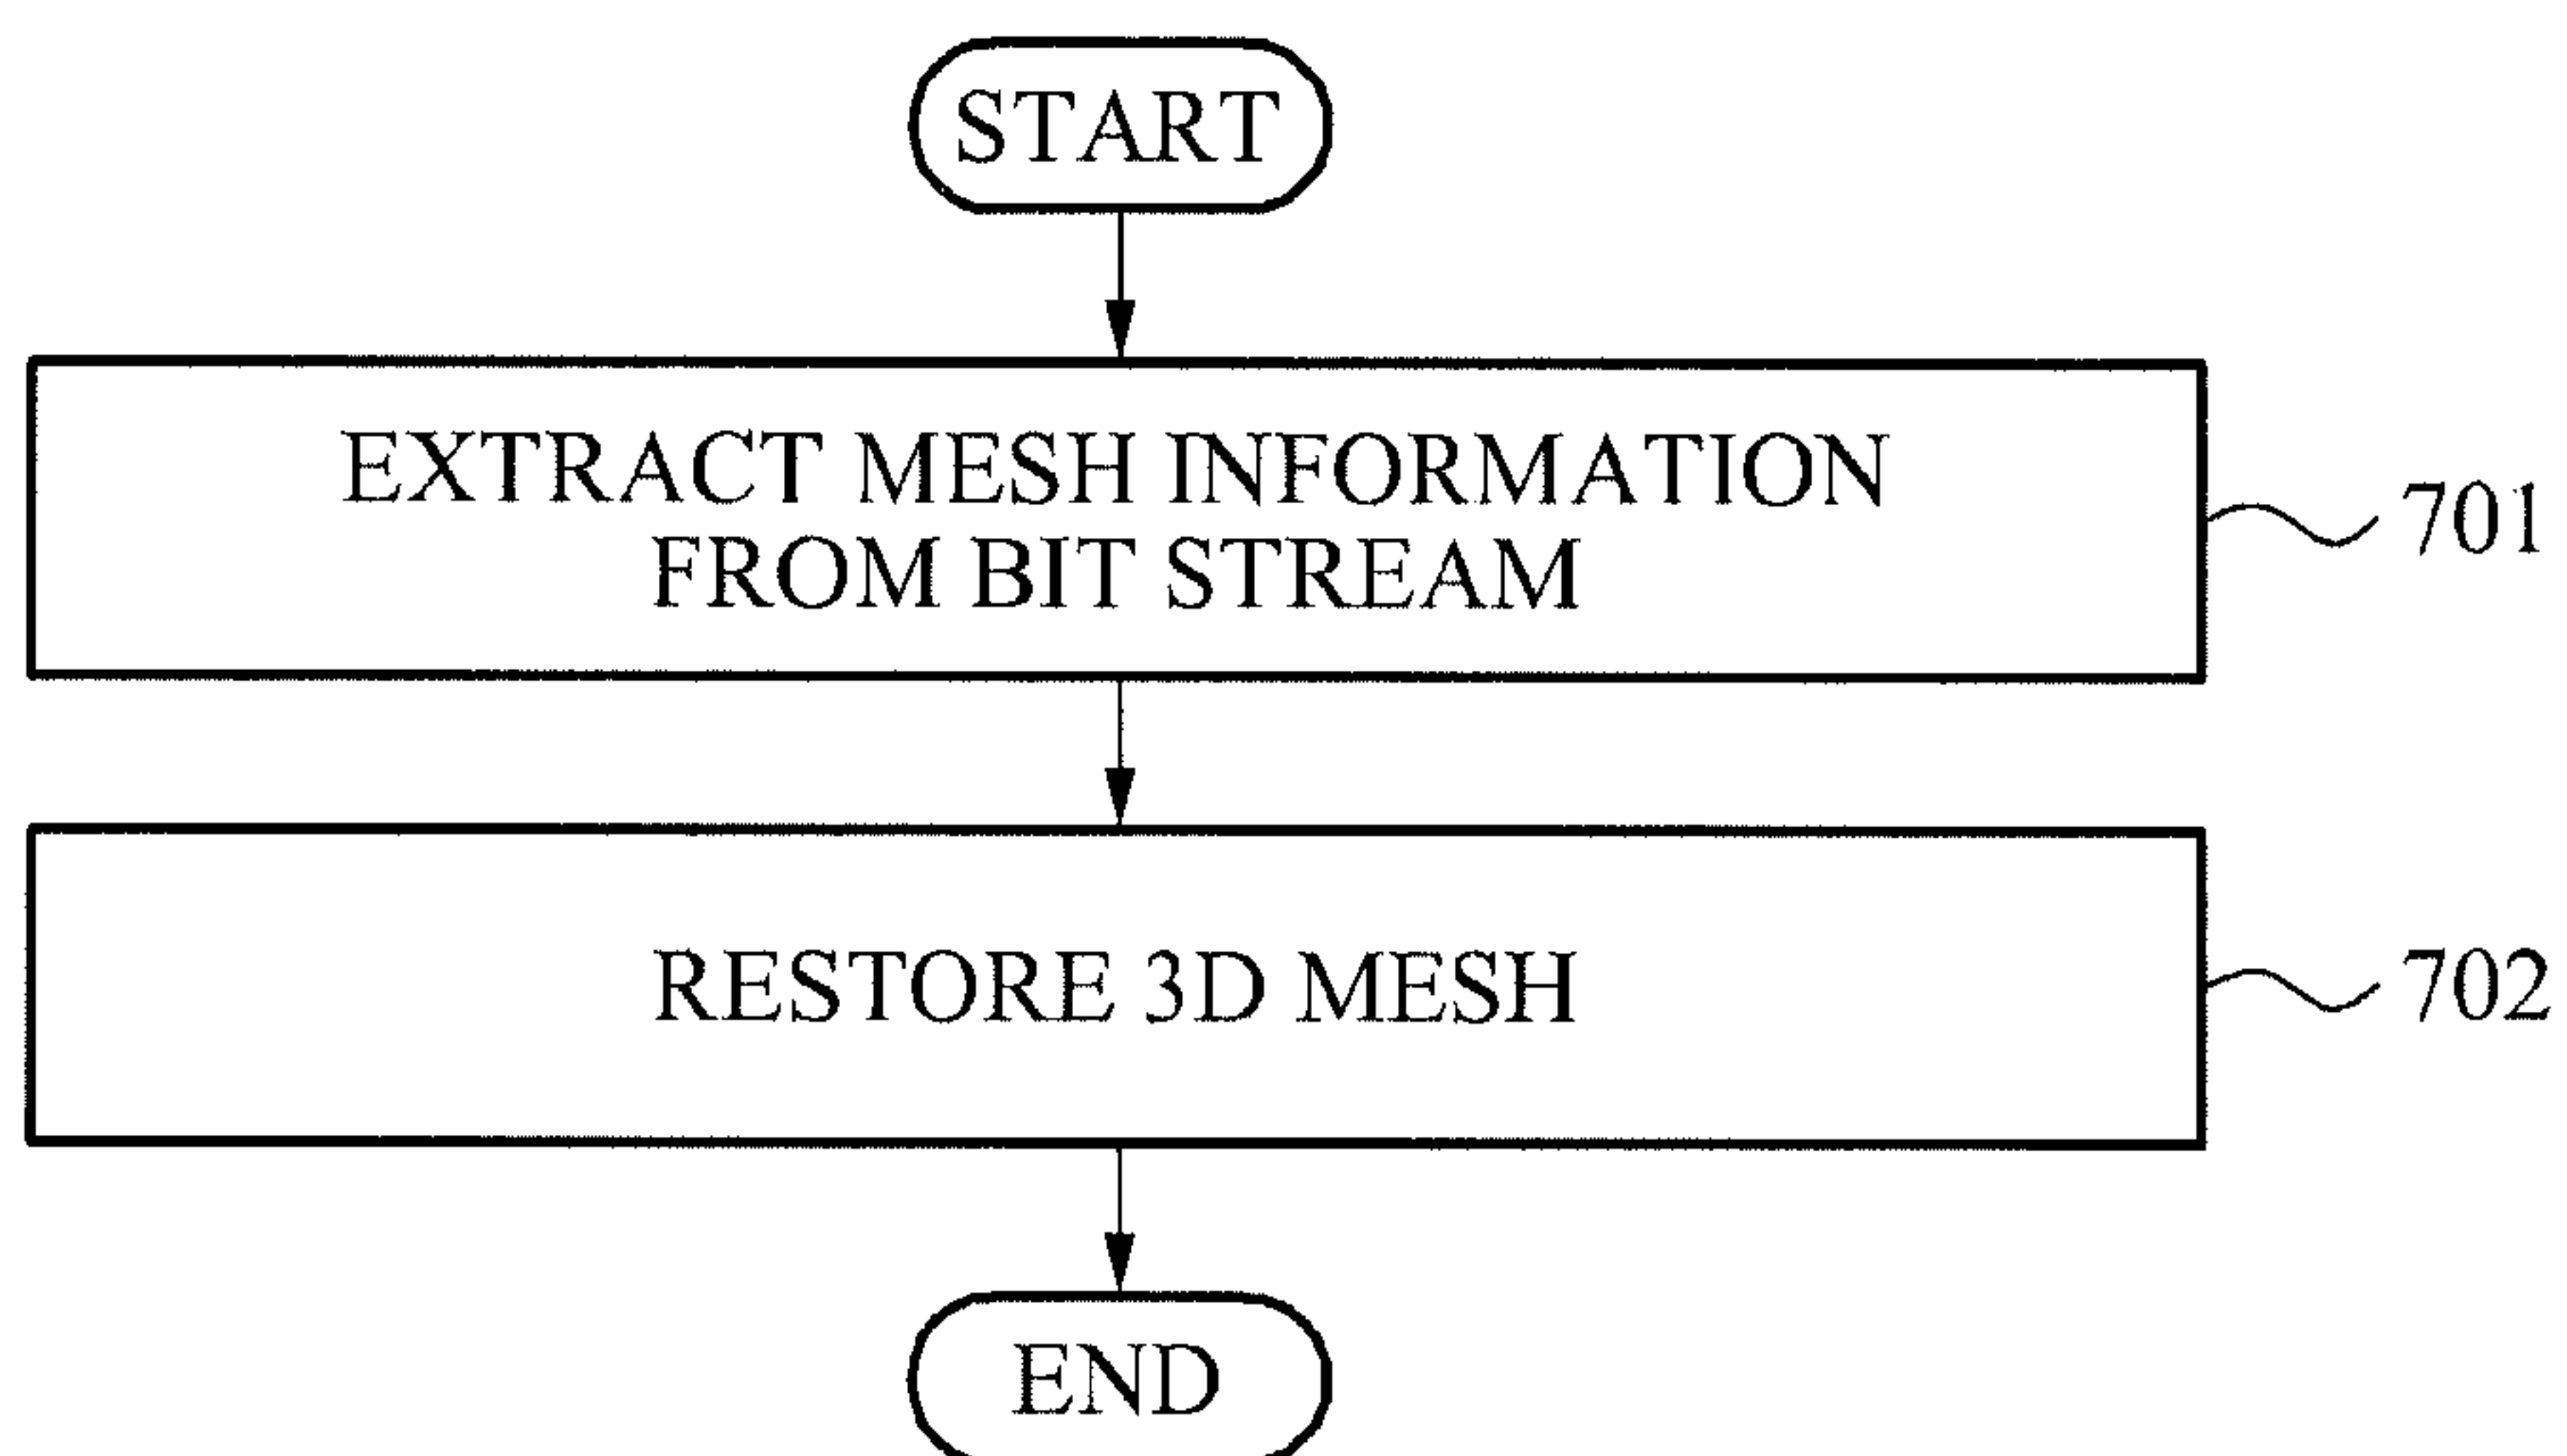 START
EXTRACT MESH INFORMATION
FROM BIT STREAM
701
RESTORE 3D MESH
702
END